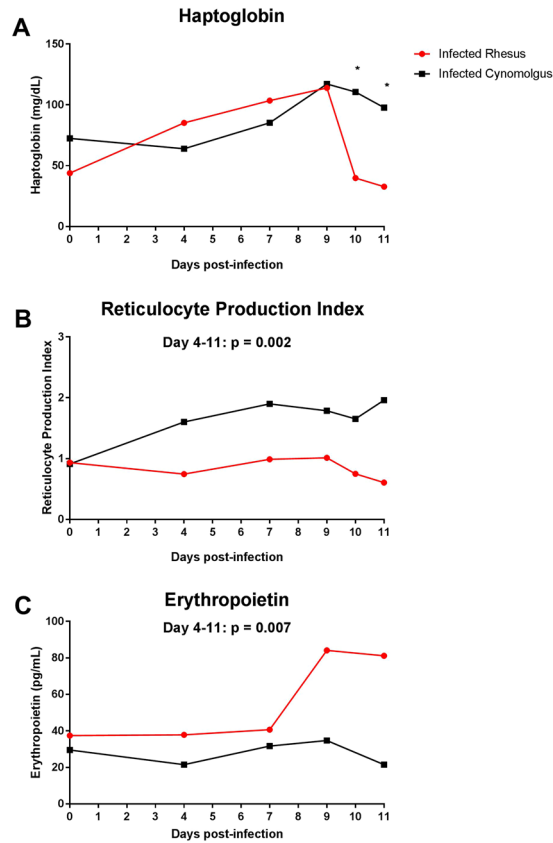 A
Haptoglobin
Infected Rhesus
Infected Cynomolgus
Haptoglobin (mg/dL)
150
100
50
0
*
*
0 1 2 3 4 5 6 7 8 9 10 11
Days post-infection
B
Reticulocyte Production Index
Day 4-11: p = 0.002
Reticulocyte Production Index
3
2
1
0
0 1 2 3 4 5 6 7 8 9 10 11
Days post-infection
C
Erythropoietin
Day 4-11: p = 0.007
Erythropoietin (pg/mL)
100
80
60
40
20
0
0 1 2 3 4 5 6 7 8 9 10 11
Days post-infection